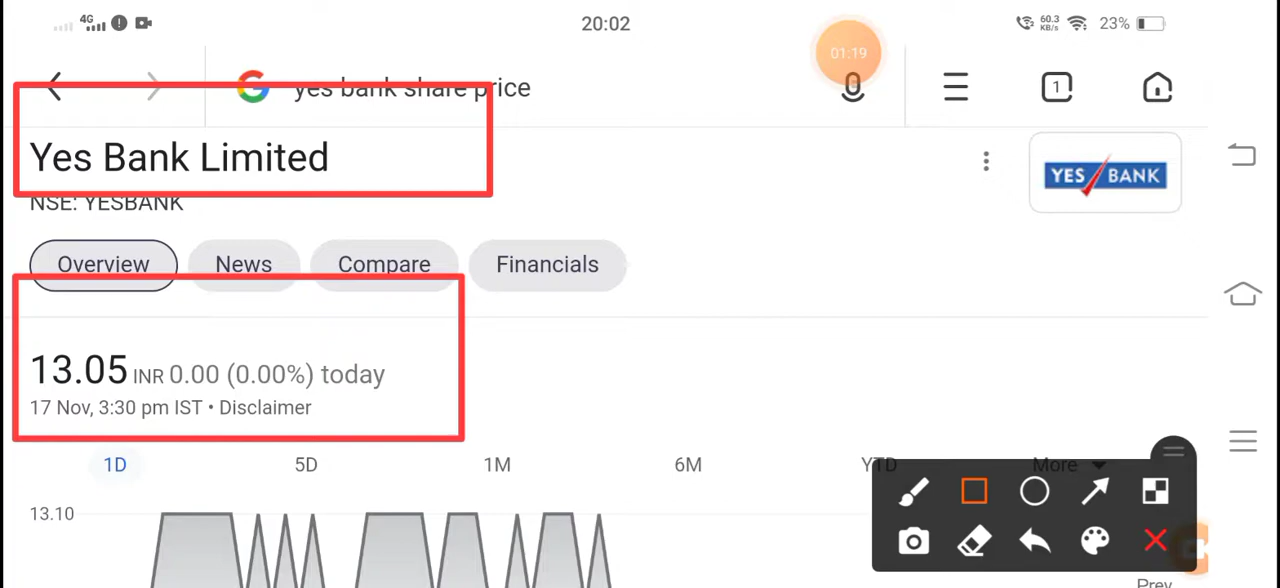 4G 20:02 60.3 KB/s 23%
01:19
yes bank share price 1
Yes Bank Limited
YES BANK
NSE: YESBANK
Overview News Compare Financials
13.05 INR 0.00 (0.00%) today
17 Nov, 3:30 pm IST • Disclaimer
1D 5D 1M 6M YTD More
13.10
Prev